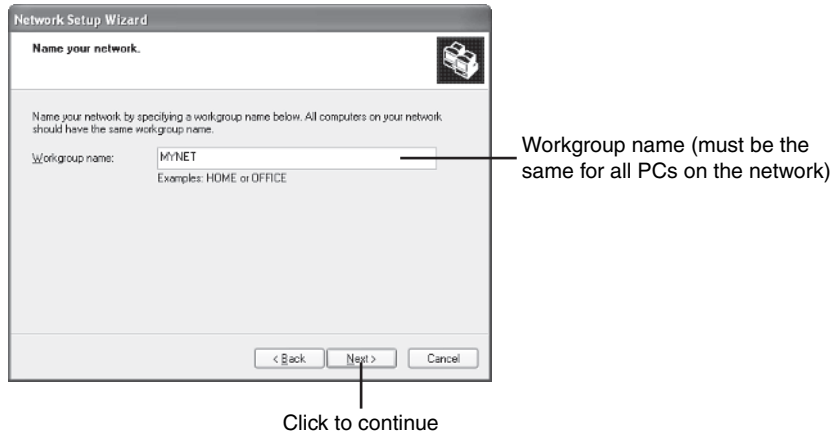 Network Setup Wizard
Name your network.
Name your network by specifying a workgroup name below. All computers on your network
should have the same workgroup name.
Workgroup name:
MYNET
Examples: HOME or OFFICE
Workgroup name (must be the
same for all PCs on the network)
< Back
Next >
Cancel
Click to continue